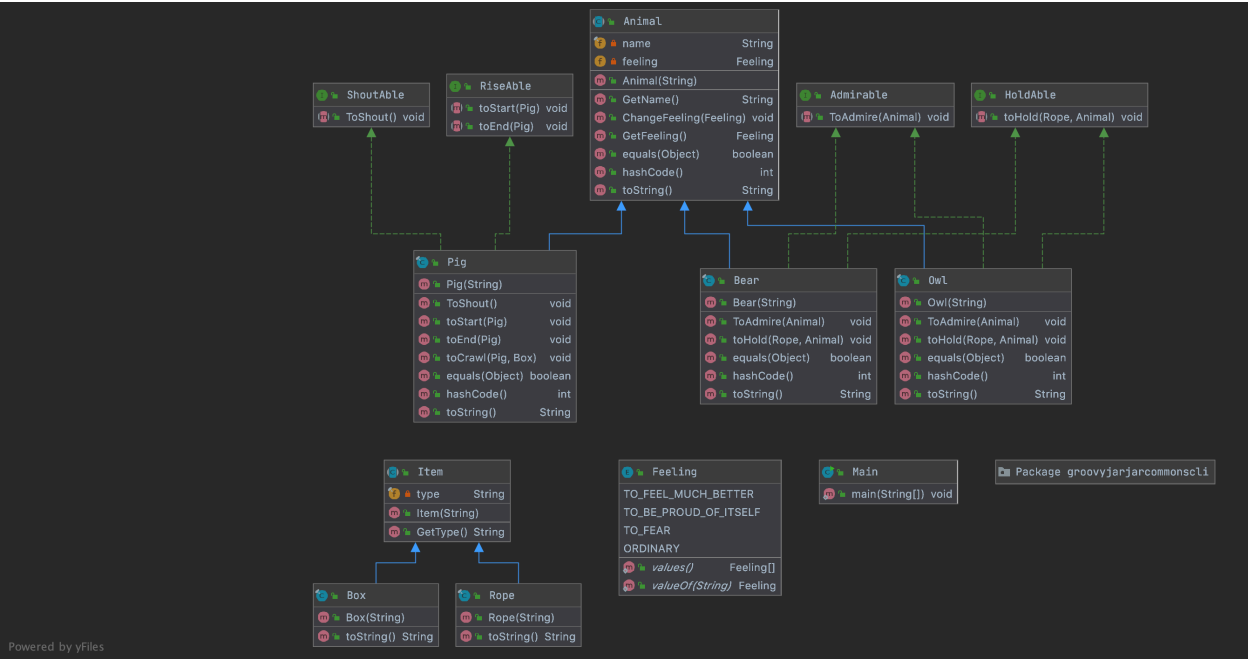 Animal
name String
feeling Feeling
Animal(String)
GetName() String
ChangeFeeling(Feeling) void
GetFeeling() Feeling
equals(Object) boolean
hashCode() int
toString() String
ShoutAble
ToShout() void
RiseAble
toStart(Pig) void
toEnd(Pig) void
Admirable
ToAdmire(Animal) void
HoldAble
toHold(Rope, Animal) void
Pig
Pig(String)
ToShout() void
toStart(Pig) void
toEnd(Pig) void
toCrawl(Pig, Box) void
equals(Object) boolean
hashCode() int
toString() String
Bear
Bear(String)
ToAdmire(Animal) void
toHold(Rope, Animal) void
equals(Object) boolean
hashCode() int
toString() String
Owl
Owl(String)
ToAdmire(Animal) void
toHold(Rope, Animal) void
equals(Object) boolean
hashCode() int
toString() String
Item
type String
Item(String)
GetType() String
Feeling
TO_FEEL_MUCH_BETTER
TO_BE_PROUD_OF_ITSELF
TO_FEAR
ORDINARY
values() Feeling[]
valueOf(String) Feeling
Main
main(String[]) void
Package groovyjarjarcommonscli
Box
Box(String)
toString() String
Rope
Rope(String)
toString() String
Powered by yFiles